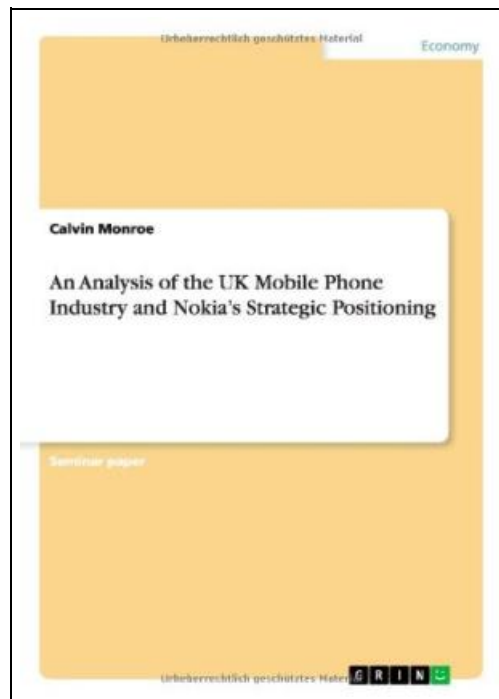 Urheberrechtlich geschütztes Material
Economy
Calvin Monroe
An Analysis of the UK Mobile Phone
Industry and Nokia's Strategic Positioning
Seminar paper
Urheberrechtlich geschütztes Mater
G R I N